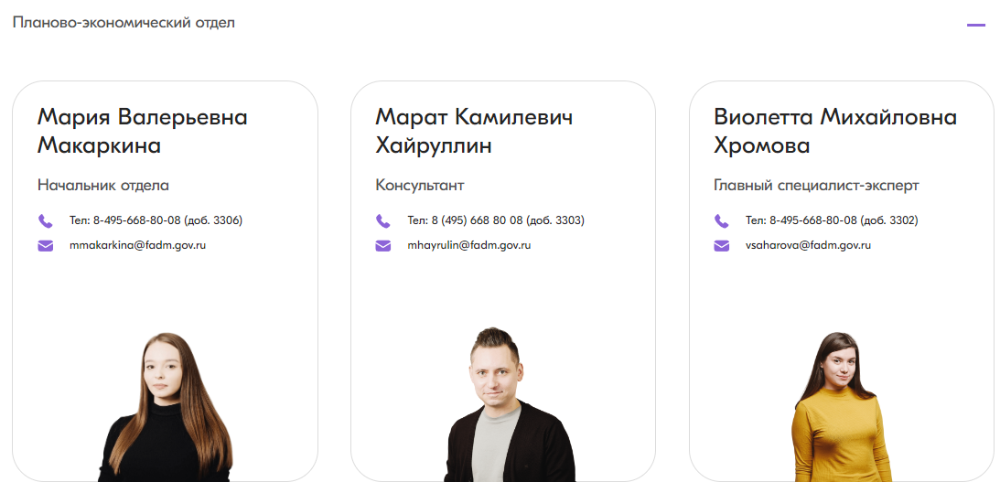 Планово-экономический отдел
Мария Валерьевна
Макаркина
Начальник отдела
Тел: 8-495-668-80-08 (доб. 3306)
mmakarkina@fadm.gov.ru
Марат Камилевич
Хайруллин
Консультант
Тел: 8 (495) 668 80 08 (доб. 3303)
mhayrulin@fadm.gov.ru
Виолетта Михайловна
Хромова
Главный специалист-эксперт
Тел: 8-495-668-80-08 (доб. 3302)
vsaharova@fadm.gov.ru